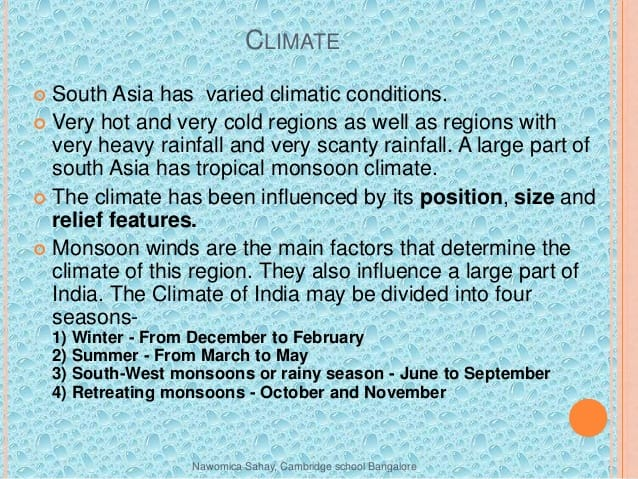 CLIMATE
South Asia has varied climatic conditions.
Very hot and very cold regions as well as regions with
very heavy rainfall and very scanty rainfall. A large part of
south Asia has tropical monsoon climate.
The climate has been influenced by its position, size and
relief features.
Monsoon winds are the main factors that determine the
climate of this region. They also influence a large part of
India. The Climate of India may be divided into four
seasons-
1) Winter - From December to February
2) Summer - From March to May
3) South-West monsoons or rainy season - June to September
4) Retreating monsoons - October and November
Nawomica Sahay, Cambridge school Bangalore